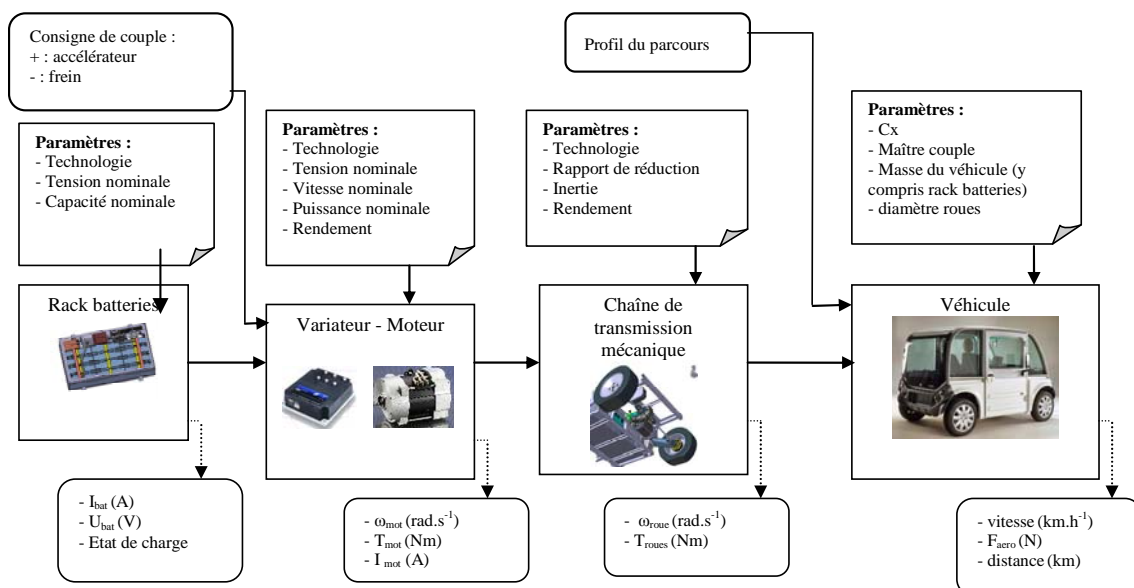 Consigne de couple :
+ : accélérateur
- : frein
Profil du parcours
Paramètres :
- Technologie
- Tension nominale
- Capacité nominale
Paramètres :
- Technologie
- Tension nominale
- Vitesse nominale
- Puissance nominale
- Rendement
Paramètres :
- Technologie
- Rapport de réduction
- Inertie
- Rendement
Paramètres :
- Cx
- Maître couple
- Masse du véhicule (y
compris rack batteries)
- diamètre roues
Rack batteries
Variateur - Moteur
Chaîne de
transmission
mécanique
Véhicule
- Ibat (A)
- Ubat (V)
- Etat de charge
- ωmot (rad.s-1)
- Tmot (Nm)
- I mot (A)
- ωroue (rad.s-1)
- Troues (Nm)
- vitesse (km.h-1)
- Faero (N)
- distance (km)